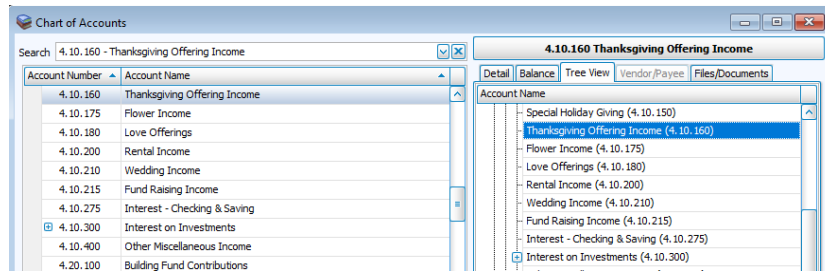 Chart of Accounts
Search 4.10.160 - Thanksgiving Offering Income
Account Number Account Name
4.10.160 Thanksgiving Offering Income
4.10.175 Flower Income
4.10.180 Love Offerings
4.10.200 Rental Income
4.10.210 Wedding Income
4.10.215 Fund Raising Income
4.10.275 Interest - Checking & Saving
4.10.300 Interest on Investments
4.10.400 Other Miscellaneous Income
4.20.100 Building Fund Contributions
4.10.160 Thanksgiving Offering Income
Detail Balance Tree View Vendor/Payee Files/Documents
Account Name
Special Holiday Giving (4.10.150)
Thanksgiving Offering Income (4.10.160)
Flower Income (4.10.175)
Love Offerings (4.10.180)
Rental Income (4.10.200)
Wedding Income (4.10.210)
Fund Raising Income (4.10.215)
Interest - Checking & Saving (4.10.275)
Interest on Investments (4.10.300)